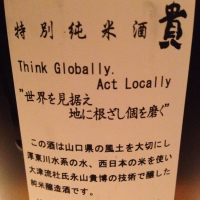 特別純米酒 貴
Think Globally.
Act Locally
"世界を見据え
地に根ざし個を磨く"
この酒は山口県の風土を大切にし
厚東川水系の水、西日本の米を使い
大津流杜氏永山貴博の技術で醸した
純米醸造酒です。